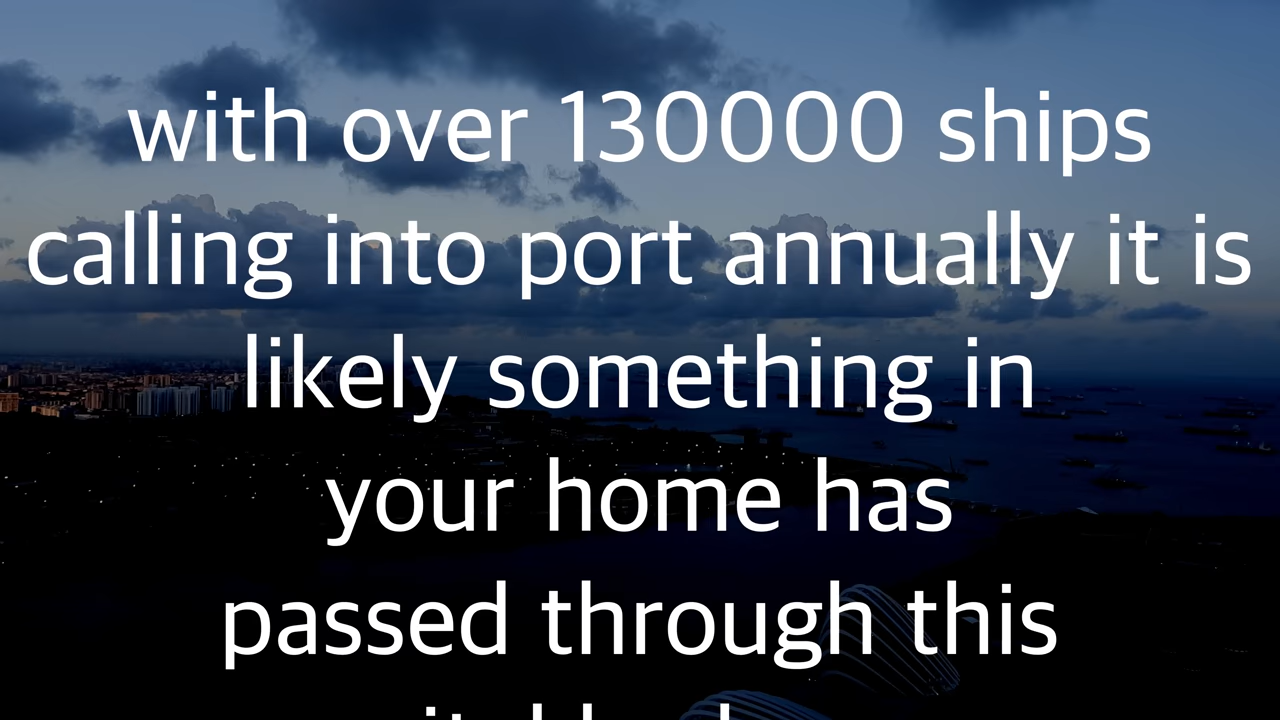 with over 130000 ships
calling into port annually it is
likely something in
your home has
passed through this